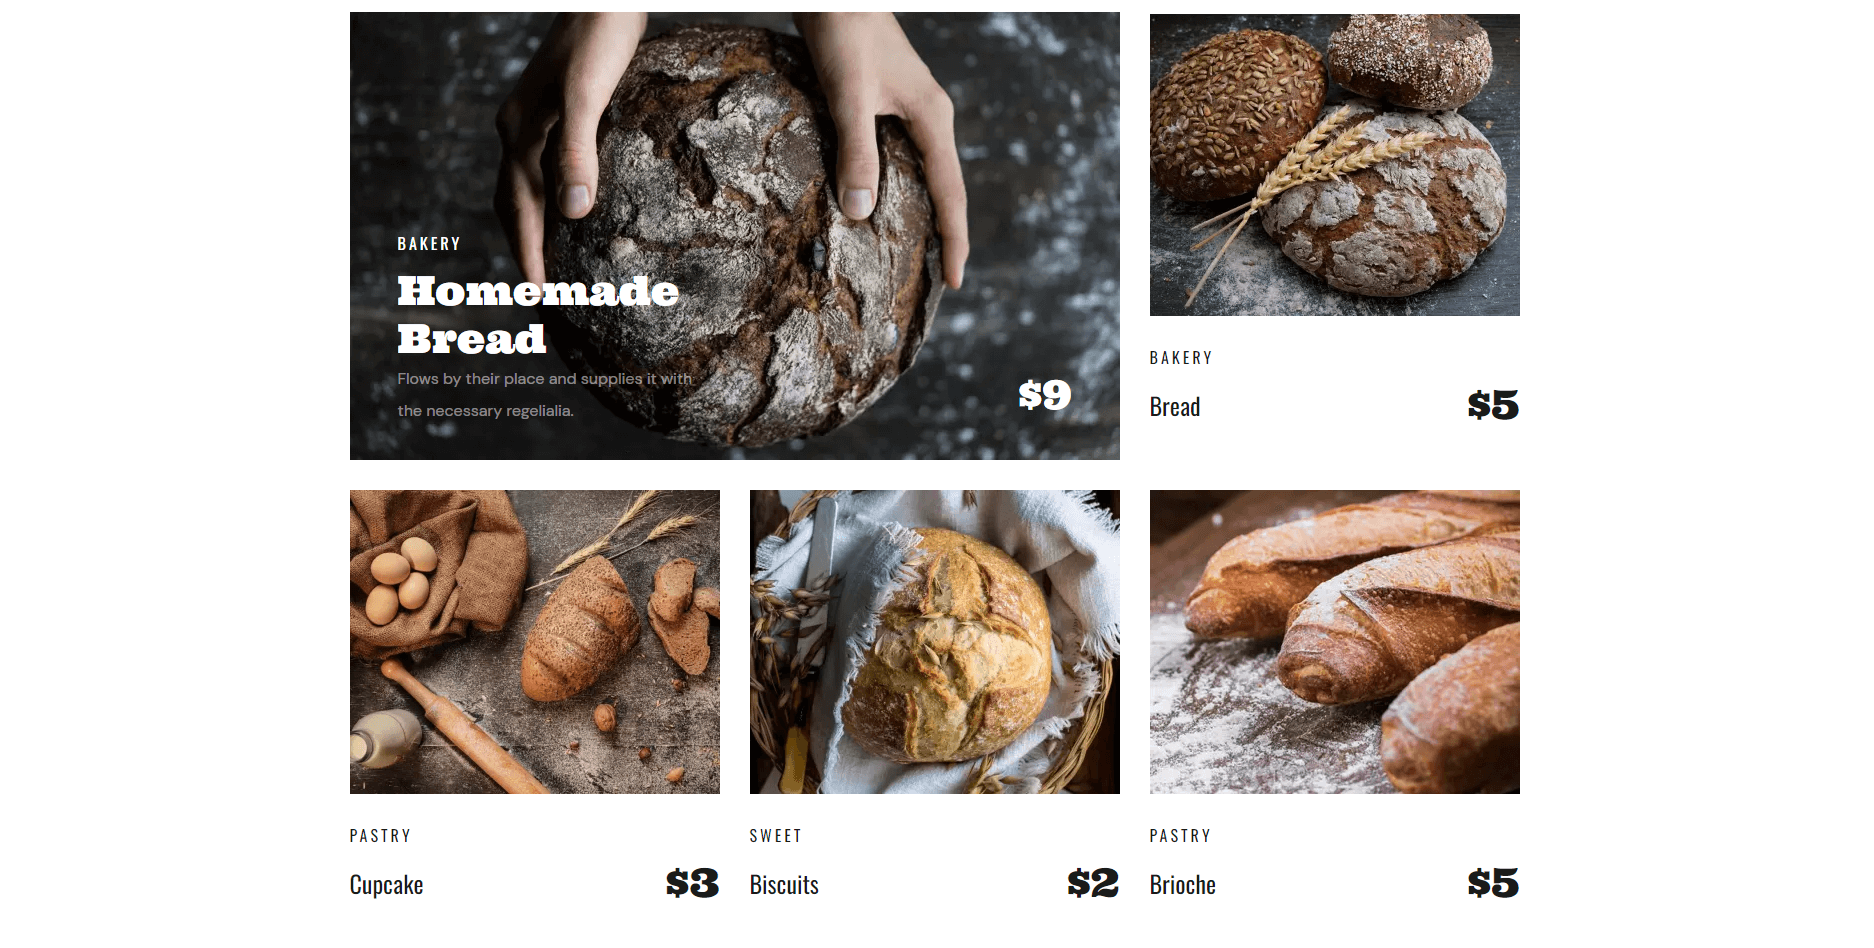 BAKERY
Homemade
Bread
Flows by their place and supplies it with
the necessary regelialia.
$9
BAKERY
Bread
$5
PASTRY
Cupcake
$3
SWEET
Biscuits
$2
PASTRY
Brioche
$5